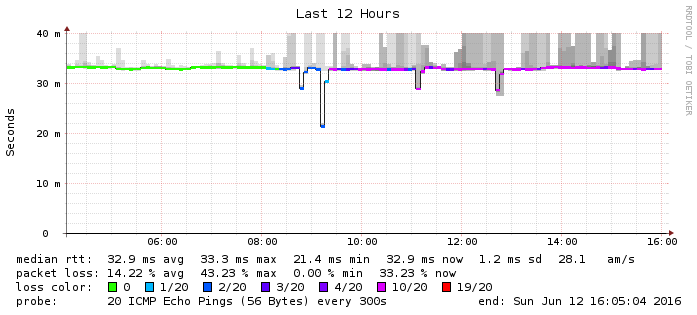 Last 12 Hours
RRDTOOL / TOBI OETIKER
Seconds
40 m
30 m
20 m
10 m
0
06:00 08:00 10:00 12:00 14:00 16:00
median rtt: 32.9 ms avg 33.3 ms max 21.4 ms min 32.9 ms now 1.2 ms sd 28.1 am/s
packet loss: 14.22 % avg 43.23 % max 0.00 % min 33.23 % now
loss color: 0 1/20 2/20 3/20 4/20 10/20 19/20
probe: 20 ICMP Echo Pings (56 Bytes) every 300s end: Sun Jun 12 16:05:04 2016